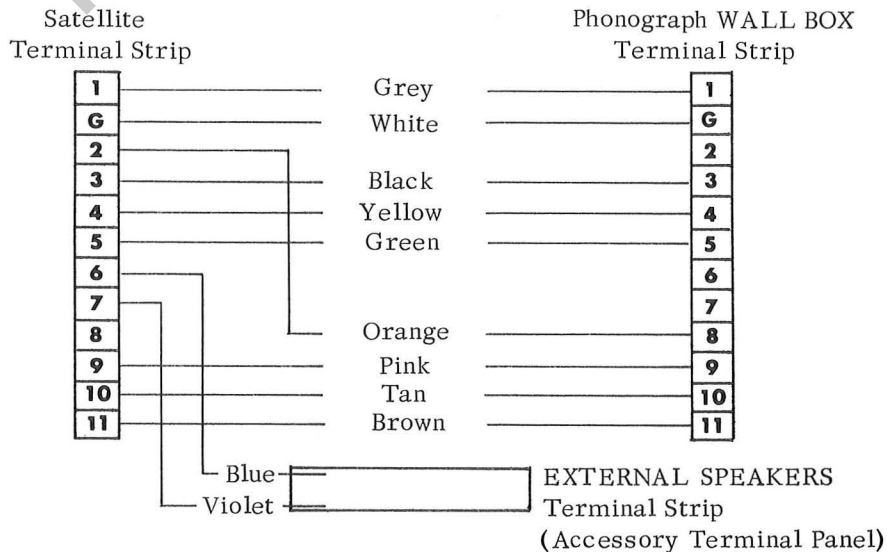 Satellite
Terminal Strip
Phonograph WALL BOX
Terminal Strip
1 Grey 1
G White G
2 2
3 Black 3
4 Yellow 4
5 Green 5
6 6
7 7
8 Orange 8
9 Pink 9
10 Tan 10
11 Brown 11
Blue EXTERNAL SPEAKERS
Violet Terminal Strip
(Accessory Terminal Panel)